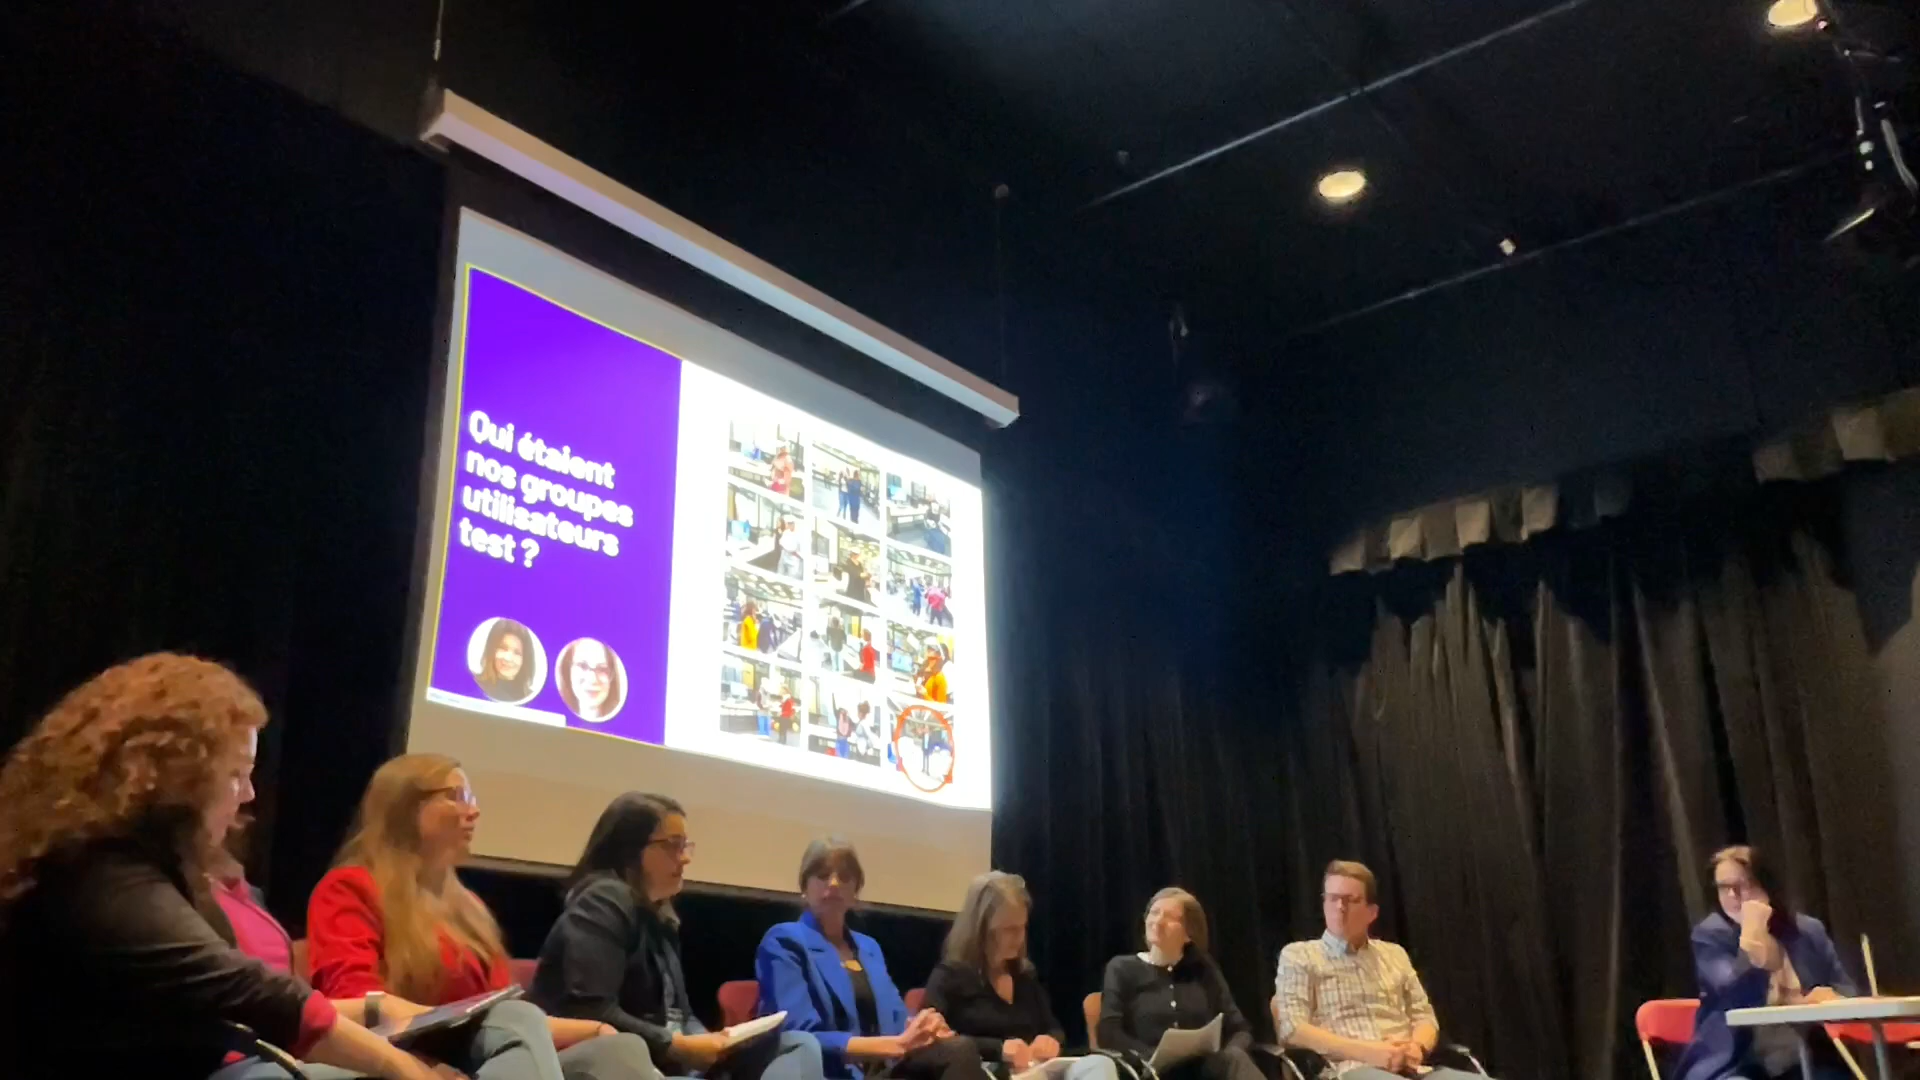 Qui étaient
nos groupes
utilisateurs
test ?